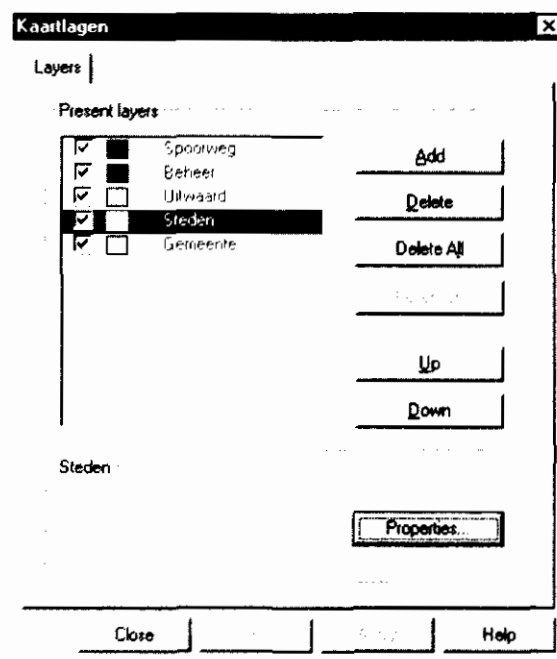 Kaartlagen
Layers
Present layers
Spoorweg
Beheer
Uitwaard
Steden
Gemeente
Add
Delete
Delete All
Up
Down
Steden
Properties...
Close
Help